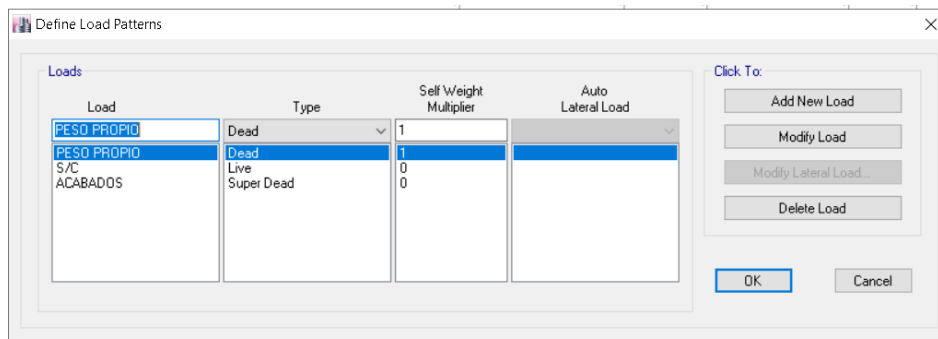 Define Load Patterns
Loads
Click To:
Load
Type
Self Weight
Multiplier
Auto
Lateral Load
PESO PROPIO
Dead
1
PESO PROPIO Dead 1
S/C Live 0
ACABADOS Super Dead 0
Add New Load
Modify Load
Modify Lateral Load...
Delete Load
OK
Cancel